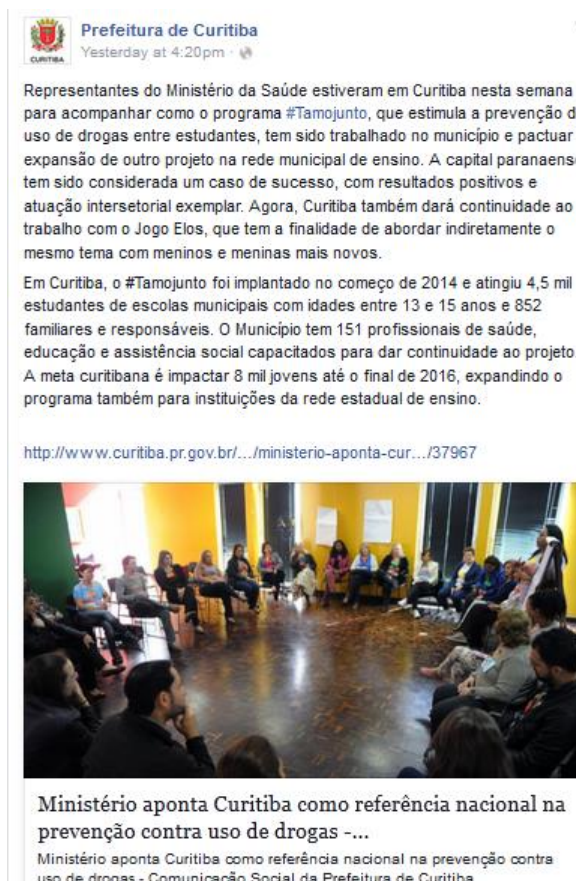 CURITIBA
Prefeitura de Curitiba
Yesterday at 4:20pm ·
Representantes do Ministério da Saúde estiveram em Curitiba nesta semana
para acompanhar como o programa #Tamojunto, que estimula a prevenção d
uso de drogas entre estudantes, tem sido trabalhado no município e pactuar
expansão de outro projeto na rede municipal de ensino. A capital paranaens
tem sido considerada um caso de sucesso, com resultados positivos e
atuação intersetorial exemplar. Agora, Curitiba também dará continuidade ao
trabalho com o Jogo Elos, que tem a finalidade de abordar indiretamente o
mesmo tema com meninos e meninas mais novos.
Em Curitiba, o #Tamojunto foi implantado no começo de 2014 e atingiu 4,5 mil
estudantes de escolas municipais com idades entre 13 e 15 anos e 852
familiares e responsáveis. O Município tem 151 profissionais de saúde,
educação e assistência social capacitados para dar continuidade ao projeto
A meta curitibana é impactar 8 mil jovens até o final de 2016, expandindo o
programa também para instituições da rede estadual de ensino.
http://www.curitiba.pr.gov.br/.../ministerio-aponta-cur.../37967
Ministério aponta Curitiba como referência nacional na
prevenção contra uso de drogas -...
Ministério aponta Curitiba como referência nacional na prevenção contra
uso de drogas - Comunicação Social da Prefeitura de Curitiba